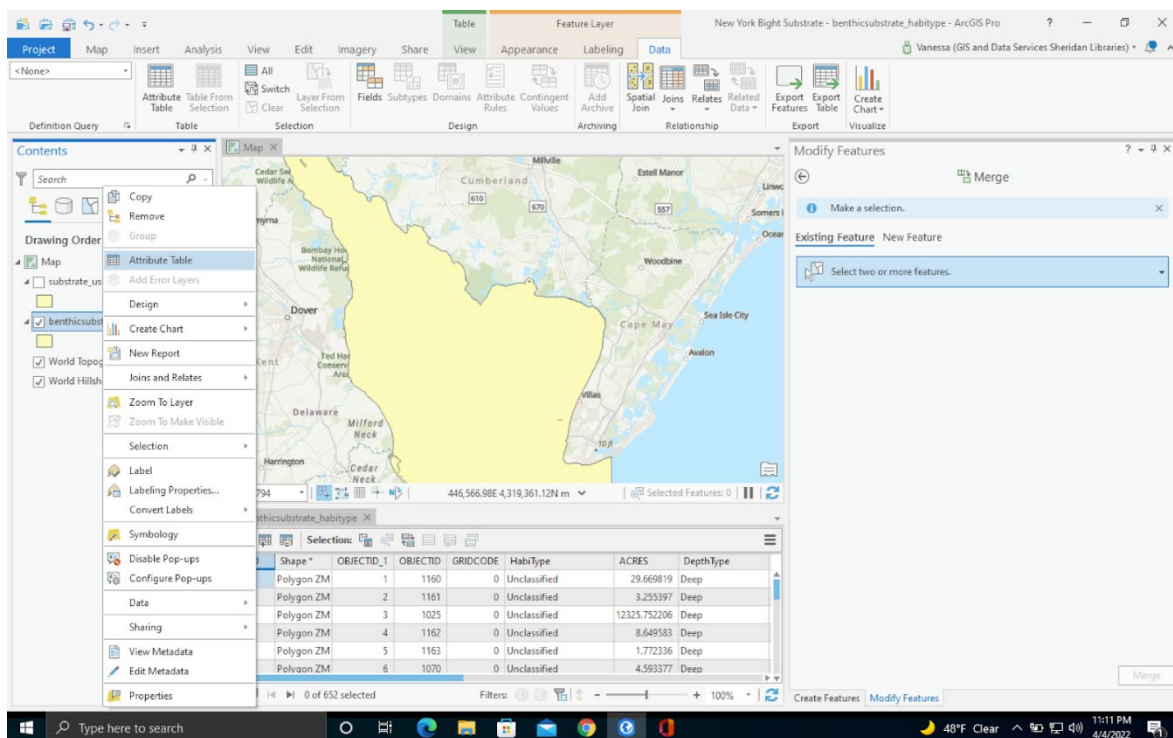 New York Bight Substrate - benthicsubstrate_habitype - ArcGIS Pro
Table
Feature Layer
Project Map Insert Analysis View Edit Imagery Share View Appearance Labeling Data
Vanessa (GIS and Data Services Sheridan Libraries)
<None>
Definition Query
Attribute Table
Table From Selection
Table
All
Switch
Clear
Layer From Selection
Selection
Fields
Subtypes
Domains
Attribute Rules
Contingent Values
Design
Add Archive
Archiving
Spatial Join
Joins
Relates
Related Data
Relationship
Export Features
Export Table
Export
Create Chart
Visualize
Contents
Search
Drawing Order
Map
substrate_us
benthicsubst
World Topog
World Hillsh
Copy
Remove
Group
Attribute Table
Add Error Layers
Design
Create Chart
New Report
Joins and Relates
Zoom To Layer
Zoom To Make Visible
Selection
Label
Labeling Properties...
Convert Labels
Symbology
Disable Pop-ups
Configure Pop-ups
Data
Sharing
View Metadata
Edit Metadata
Properties
Map
Cedar Sw
Wildlife A
Millville
Cumberland
610
670
Estell Manor
557
Linwo
Somers
Ocean
myrna
Bombay Ho
National
Wildlife Refu
Woodbine
Dover
Cape May
Sea Isle City
Kent
Ted Har
Conserv
Area
Avalon
Villas
Delaware
Milford
Neck
10 ft
Harrington
Cedar
Neck
794
446,566.98E 4,319,361.12N m
Selected Features: 0
nthicsubstrate_habitype
Selection:
Shape * OBJECTID_1 OBJECTID GRIDCODE HabiType ACRES DepthType
Polygon ZM 1 1160 0 Unclassified 29.669819 Deep
Polygon ZM 2 1161 0 Unclassified 3.255397 Deep
Polygon ZM 3 1025 0 Unclassified 12325.752206 Deep
Polygon ZM 4 1162 0 Unclassified 8.649583 Deep
Polygon ZM 5 1163 0 Unclassified 1.772336 Deep
Polygon ZM 6 1070 0 Unclassified 4.593377 Deep
0 of 652 selected
Filters:
100%
Modify Features
Merge
Make a selection.
Existing Feature New Feature
Select two or more features.
Merge
Create Features Modify Features
Type here to search
48°F Clear
11:11 PM
4/4/2022